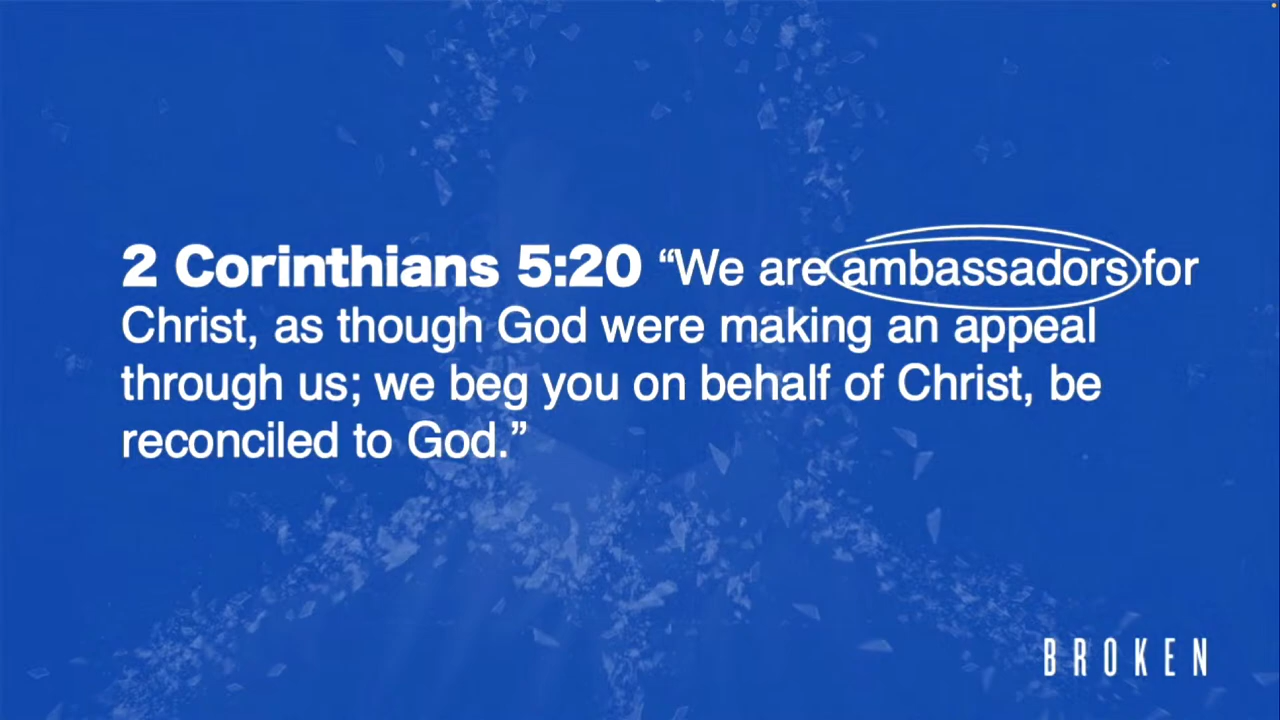 2 Corinthians 5:20 “We are ambassadors for
Christ, as though God were making an appeal
through us; we beg you on behalf of Christ, be
reconciled to God.”
BROKEN